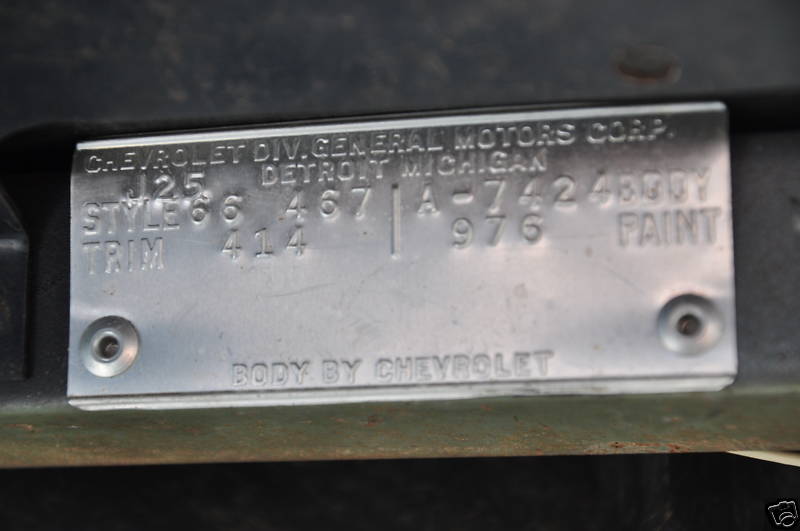 CHEVROLET DIV. GENERAL MOTORS CORP.
DETROIT MICHIGAN
J25
STYLE 66 467 | A-7424 BODY
TRIM 414 | 976 PAINT
BODY BY CHEVROLET